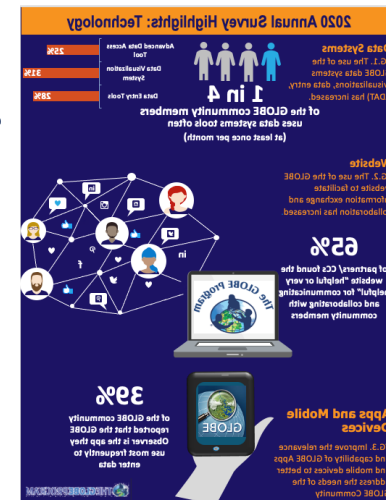 2020 Annual Survey Highlights: Technology
Data Systems
.G.1. The use of the
GLOBE data systems
visualizations, data, entry,
DAT) has increased.
1 in 4
of the GLOBE community members
uses data systems tools often
(at least once per month)
Advanced Data Access
Tool
25%
Data Visualization
System
31%
Data Entry Tools
28%
Website
.G.2. The use of the GLOBE
website to facilitate
information exchange and
collaboration has increased.
65%
of partners/ CCs found the
website "helpful or very
helpful" for communicating
and collaborating with
community members
in
in
f
The GLOBE Program
39%
of the GLOBE community
reported that the GLOBE
Observer is the app they
use most frequently to
enter data
GLOBE
Apps and Mobile
Devices
.G.3. Improve the relevance
and capability of GLOBE Apps
and mobile devices to better
address the needs of the
GLOBE Community
THE GLOBE PROGRAM